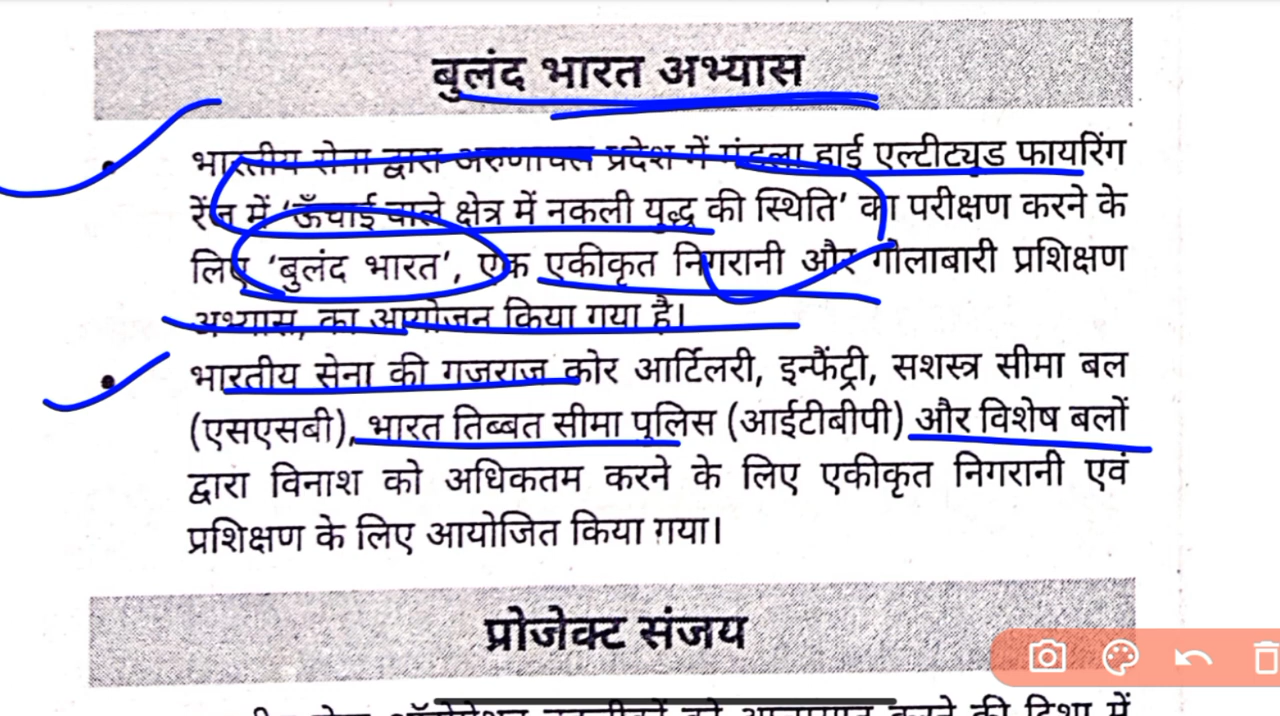 बुलंद भारत अभ्यास
भारतीय सेना द्वारा अरुणाचल प्रदेश में मंडला हाई एल्टीट्युड फायरिंग
रेंज में ‘ऊँचाई वाले क्षेत्र में नकली युद्ध की स्थिति’ का परीक्षण करने के
लिए ‘बुलंद भारत’, एक एकीकृत निगरानी और गोलाबारी प्रशिक्षण
अभ्यास, का आयोजन किया गया है।
भारतीय सेना की गजराज कोर आर्टिलरी, इन्फैंट्री, सशस्त्र सीमा बल
(एसएसबी), भारत तिब्बत सीमा पुलिस (आईटीबीपी) और विशेष बलों
द्वारा विनाश को अधिकतम करने के लिए एकीकृत निगरानी एवं
प्रशिक्षण के लिए आयोजित किया गया।
प्रोजेक्ट संजय
को करने की दिशा में